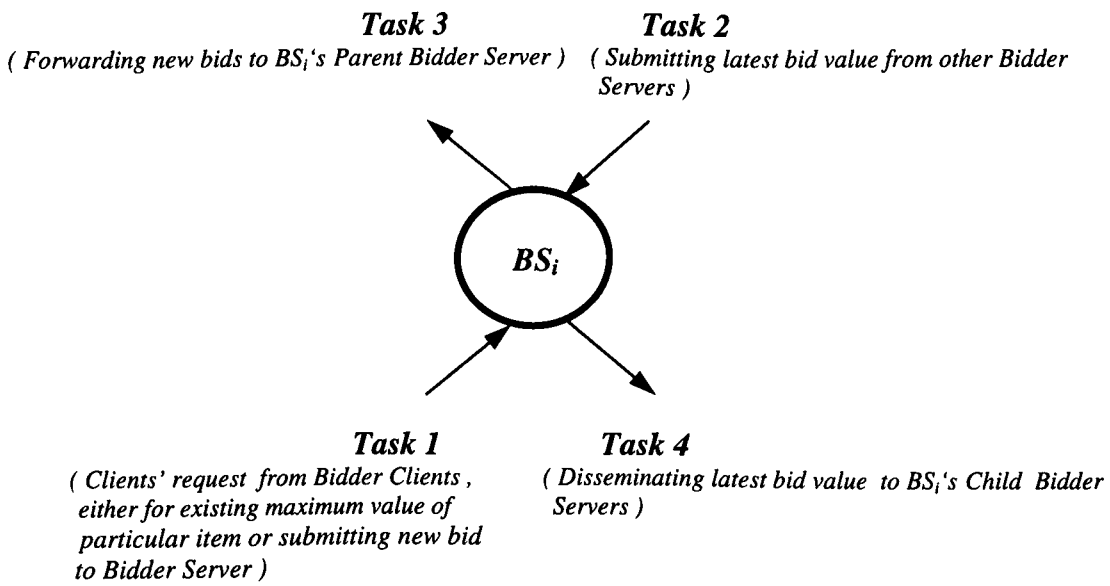 Task 3
( Forwarding new bids to BSi's Parent Bidder Server )
Task 2
( Submitting latest bid value from other Bidder
Servers )
BSi
Task 1
( Clients' request from Bidder Clients ,
either for existing maximum value of
particular item or submitting new bid
to Bidder Server )
Task 4
( Disseminating latest bid value to BSi's Child Bidder
Servers )